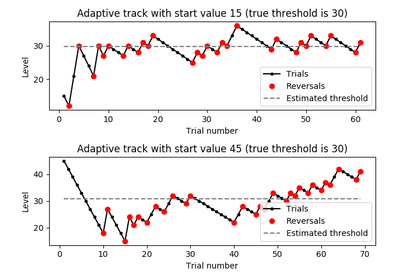 Adaptive track with start value 15 (true threshold is 30)
30
20
Level
Trials
Reversals
Estimated threshold
0 10 20 30 40 50 60
Trial number
Adaptive track with start value 45 (true threshold is 30)
40
30
20
Level
Trials
Reversals
Estimated threshold
0 10 20 30 40 50 60 70
Trial number